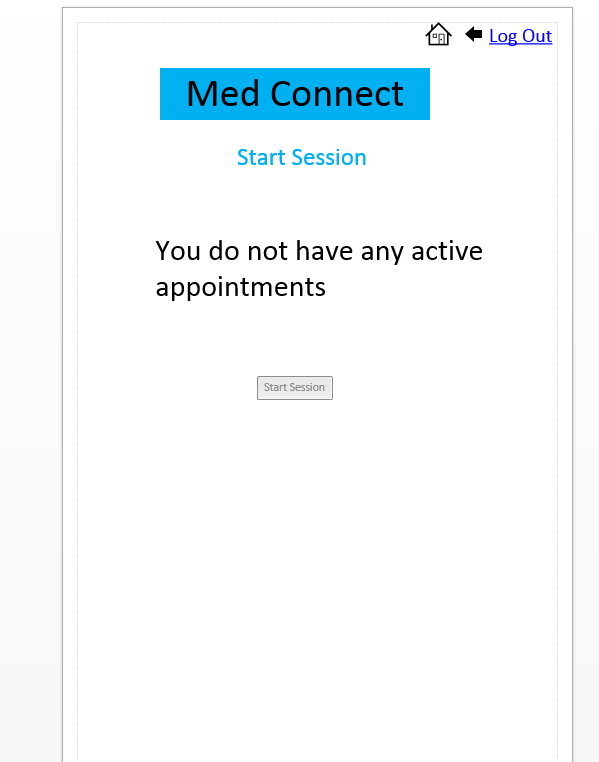 Log Out
Med Connect
Start Session
You do not have any active
appointments
Start Session